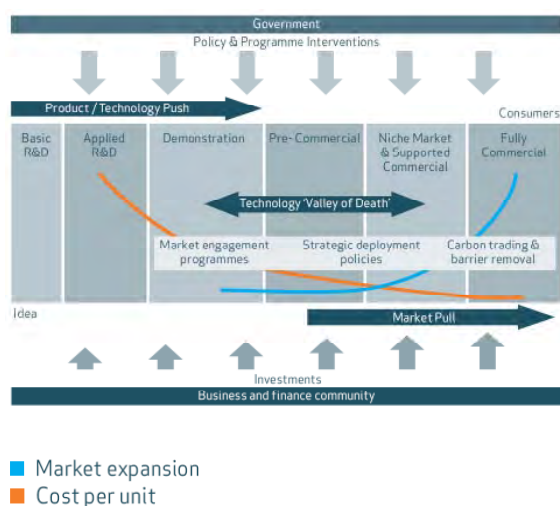 Government
Policy & Programme Interventions
Product / Technology Push
Consumers
Basic
R&D
Applied
R&D
Demonstration
Pre- Commercial
Niche Market
& Supported
Commercial
Fully
Commercial
Technology 'Valley of Death'
Market engagement
programmes
Strategic deployment
policies
Carbon trading &
barrier removal
Idea
Market Pull
Investments
Business and finance community
Market expansion
Cost per unit